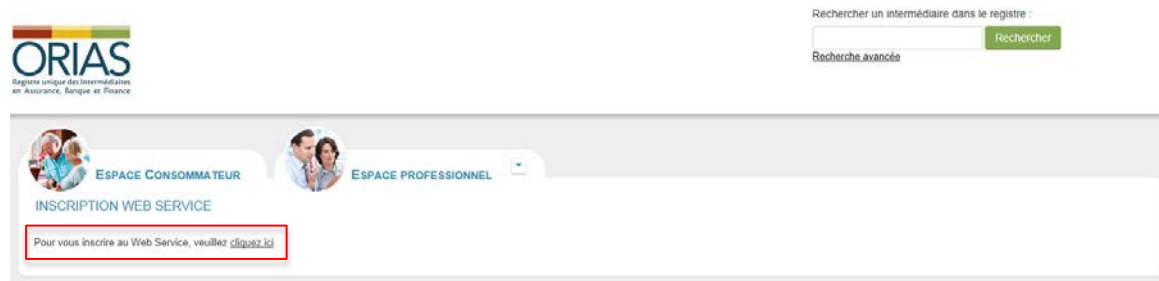 Rechercher un intermédiaire dans le registre :
Rechercher
Recherche avancée
ORIAS
Registre unique des Intermédiaires
en Assurance, Banque et Finance
ESPACE CONSOMMATEUR
ESPACE PROFESSIONNEL
INSCRIPTION WEB SERVICE
Pour vous inscrire au Web Service, veuillez cliquez ici.